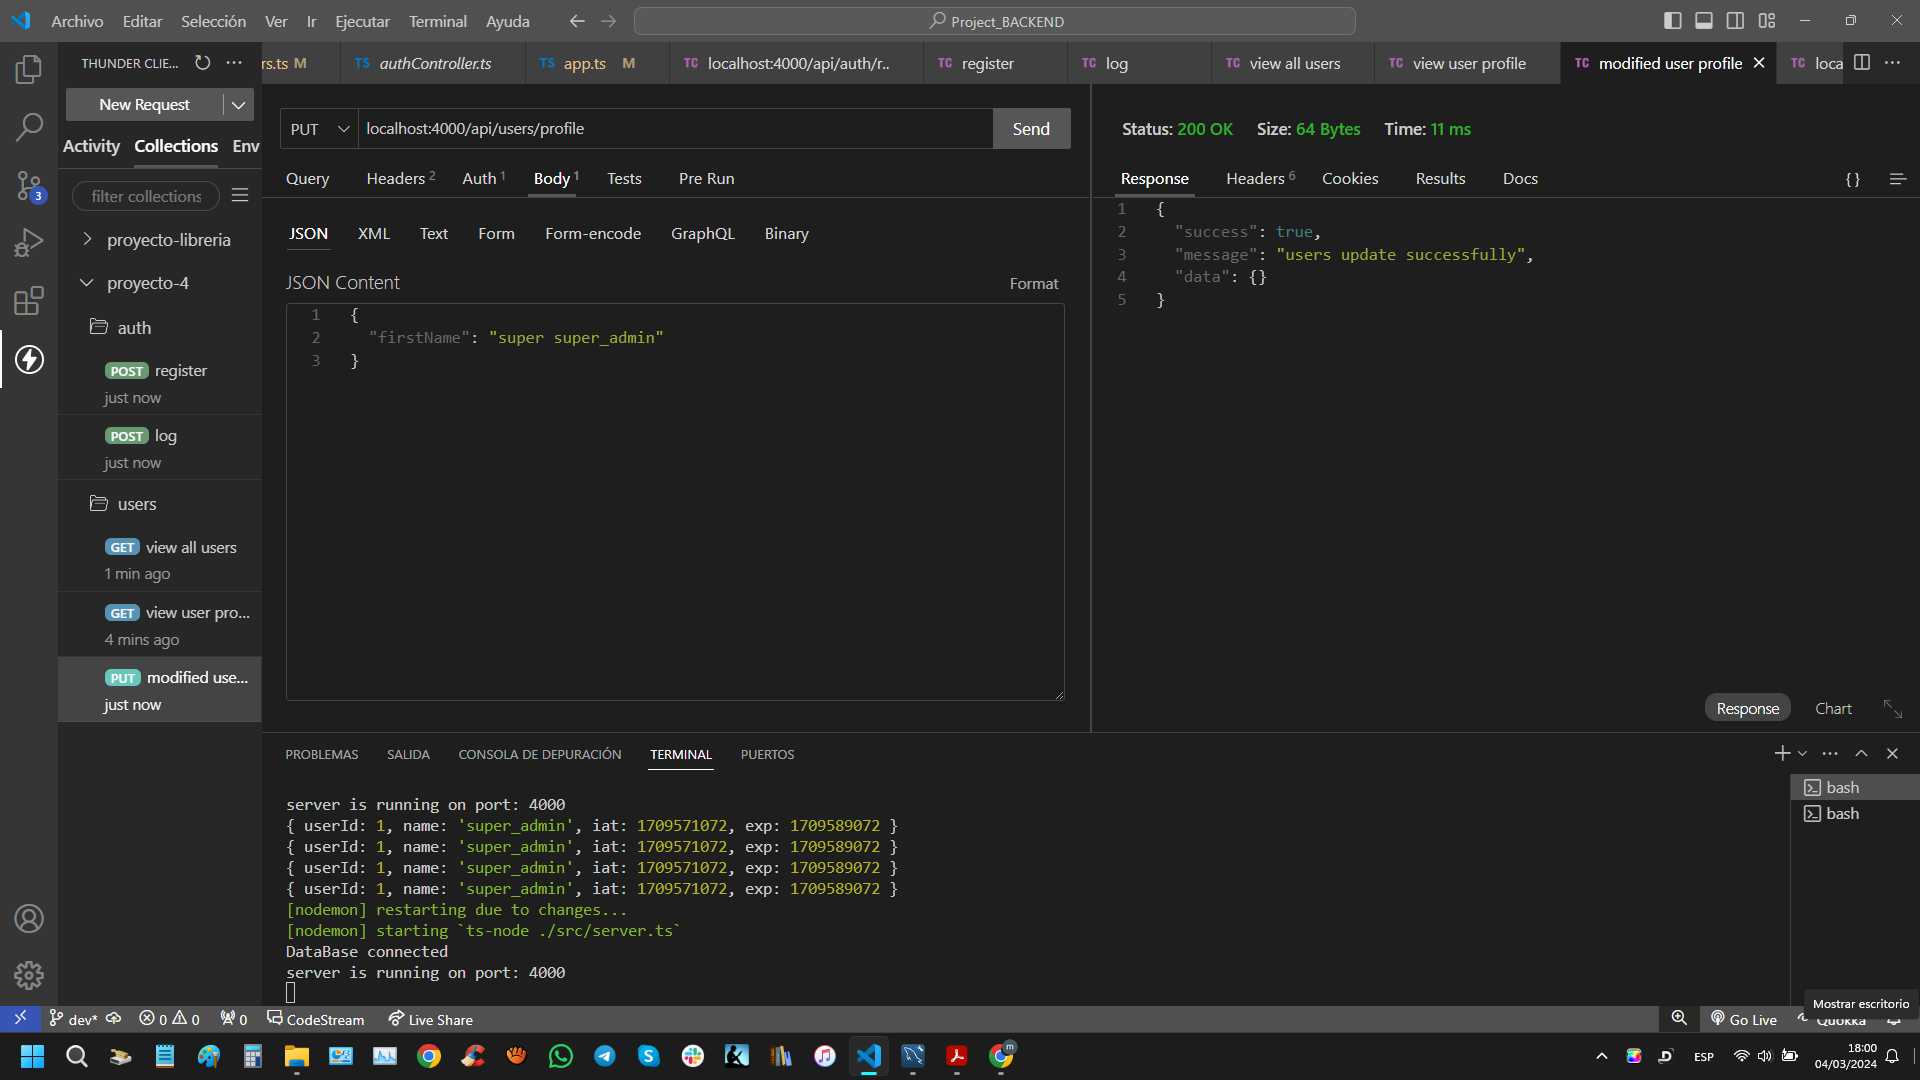 Archivo Editar Selección Ver Ir Ejecutar Terminal Ayuda
Project_BACKEND
THUNDER CLIE...
rs.ts M
TS authController.ts
TS app.ts M
TC localhost:4000/api/auth/r..
TC register
TC log
TC view all users
TC view user profile
TC modified user profile
TC loca
New Request
Activity Collections Env
filter collections
proyecto-libreria
proyecto-4
auth
POST register
just now
POST log
just now
users
GET view all users
1 min ago
GET view user pro...
4 mins ago
PUT modified use...
just now
PUT localhost:4000/api/users/profile Send
Query Headers 2 Auth 1 Body 1 Tests Pre Run
JSON XML Text Form Form-encode GraphQL Binary
JSON Content Format
1 {
2 "firstName": "super super_admin"
3 }
Status: 200 OK Size: 64 Bytes Time: 11 ms
Response Headers 6 Cookies Results Docs { }
1 {
2 "success": true,
3 "message": "users update successfully",
4 "data": {}
5 }
Response Chart
PROBLEMAS SALIDA CONSOLA DE DEPURACIÓN TERMINAL PUERTOS
server is running on port: 4000
{ userId: 1, name: 'super_admin', iat: 1709571072, exp: 1709589072 }
{ userId: 1, name: 'super_admin', iat: 1709571072, exp: 1709589072 }
{ userId: 1, name: 'super_admin', iat: 1709571072, exp: 1709589072 }
{ userId: 1, name: 'super_admin', iat: 1709571072, exp: 1709589072 }
[nodemon] restarting due to changes...
[nodemon] starting `ts-node ./src/server.ts`
DataBase connected
server is running on port: 4000
bash
bash
3
Mostrar escritorio
dev* 0 0 0 CodeStream Live Share Go Live Quokka
m
ESP
18:00
04/03/2024